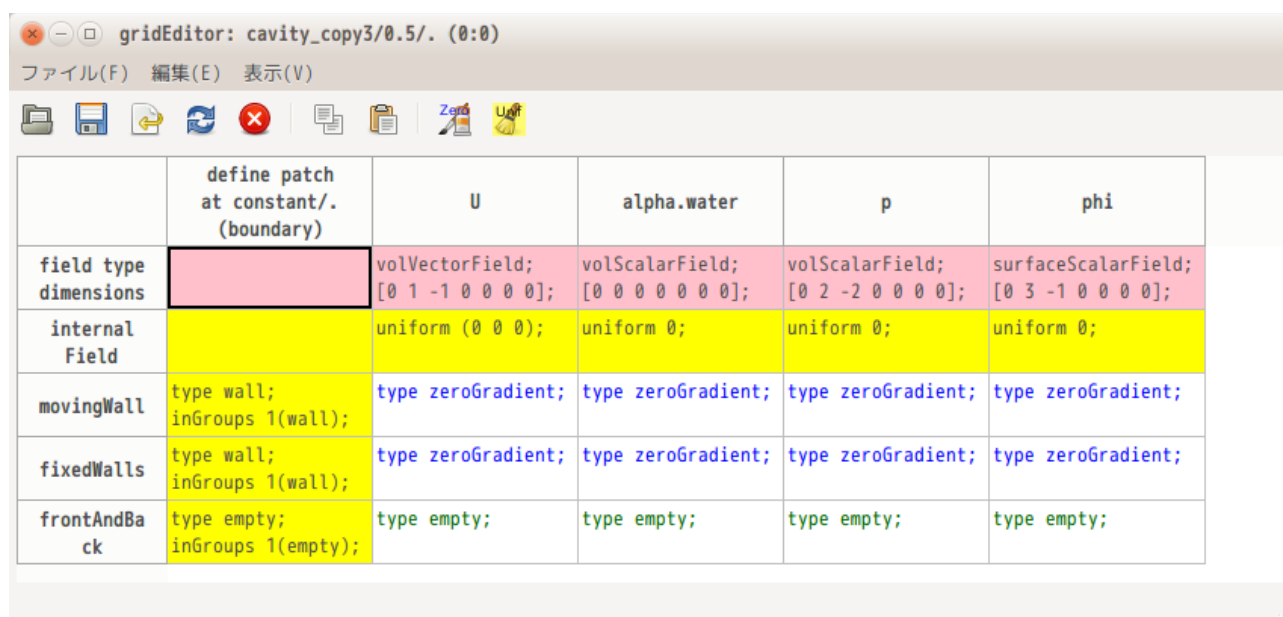 gridEditor: cavity_copy3/0.5/. (0:0)
ファイル(F) 編集(E) 表示(V)
Zero Unif
define patch
at constant/.
(boundary)
U
alpha.water
p
phi
field type
dimensions
volVectorField;
[0 1 -1 0 0 0 0];
volScalarField;
[0 0 0 0 0 0 0];
volScalarField;
[0 2 -2 0 0 0 0];
surfaceScalarField;
[0 3 -1 0 0 0 0];
internal
Field
uniform (0 0 0);
uniform 0;
uniform 0;
uniform 0;
movingWall
type wall;
inGroups 1(wall);
type zeroGradient;
type zeroGradient;
type zeroGradient;
type zeroGradient;
fixedWalls
type wall;
inGroups 1(wall);
type zeroGradient;
type zeroGradient;
type zeroGradient;
type zeroGradient;
frontAndBa
ck
type empty;
inGroups 1(empty);
type empty;
type empty;
type empty;
type empty;